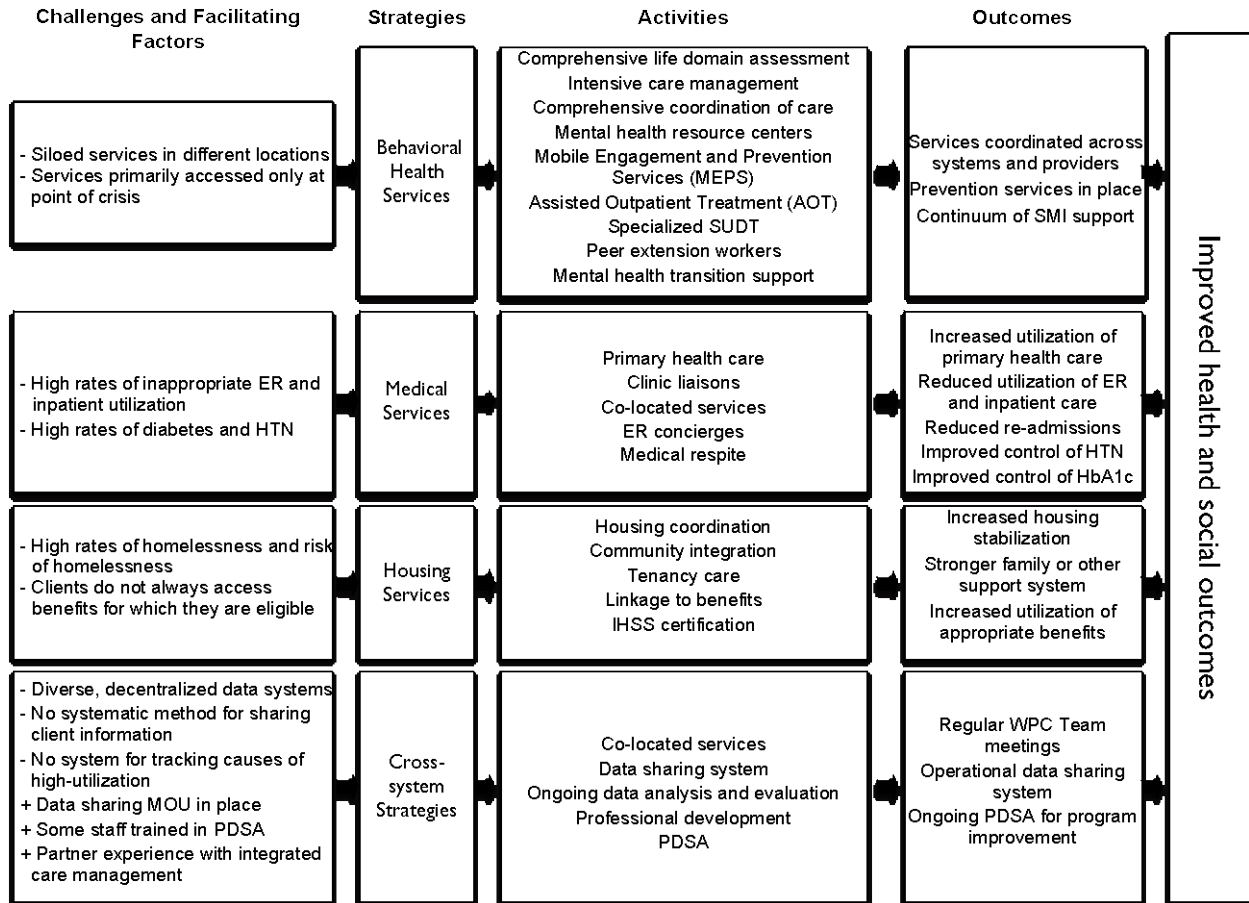 Challenges and Facilitating
Factors
Strategies
Activities
Outcomes
- Siloed services in different locations
- Services primarily accessed only at
point of crisis
Behavioral
Health
Services
Comprehensive life domain assessment
Intensive care management
Comprehensive coordination of care
Mental health resource centers
Mobile Engagement and Prevention
Services (MEPS)
Assisted Outpatient Treatment (AOT)
Specialized SUDT
Peer extension workers
Mental health transition support
Services coordinated across
systems and providers
Prevention services in place
Continuum of SMI support
- High rates of inappropriate ER and
inpatient utilization
- High rates of diabetes and HTN
Medical
Services
Primary health care
Clinic liaisons
Co-located services
ER concierges
Medical respite
Increased utilization of
primary health care
Reduced utilization of ER
and inpatient care
Reduced re-admissions
Improved control of HTN
Improved control of HbA1c
- High rates of homelessness and risk
of homelessness
- Clients do not always access
benefits for which they are eligible
Housing
Services
Housing coordination
Community integration
Tenancy care
Linkage to benefits
IHSS certification
Increased housing
stabilization
Stronger family or other
support system
Increased utilization of
appropriate benefits
- Diverse, decentralized data systems
- No systematic method for sharing
client information
- No system for tracking causes of
high-utilization
+ Data sharing MOU in place
+ Some staff trained in PDSA
+ Partner experience with integrated
care management
Cross-
system
Strategies
Co-located services
Data sharing system
Ongoing data analysis and evaluation
Professional development
PDSA
Regular WPC Team
meetings
Operational data sharing
system
Ongoing PDSA for program
improvement
Improved health and social outcomes